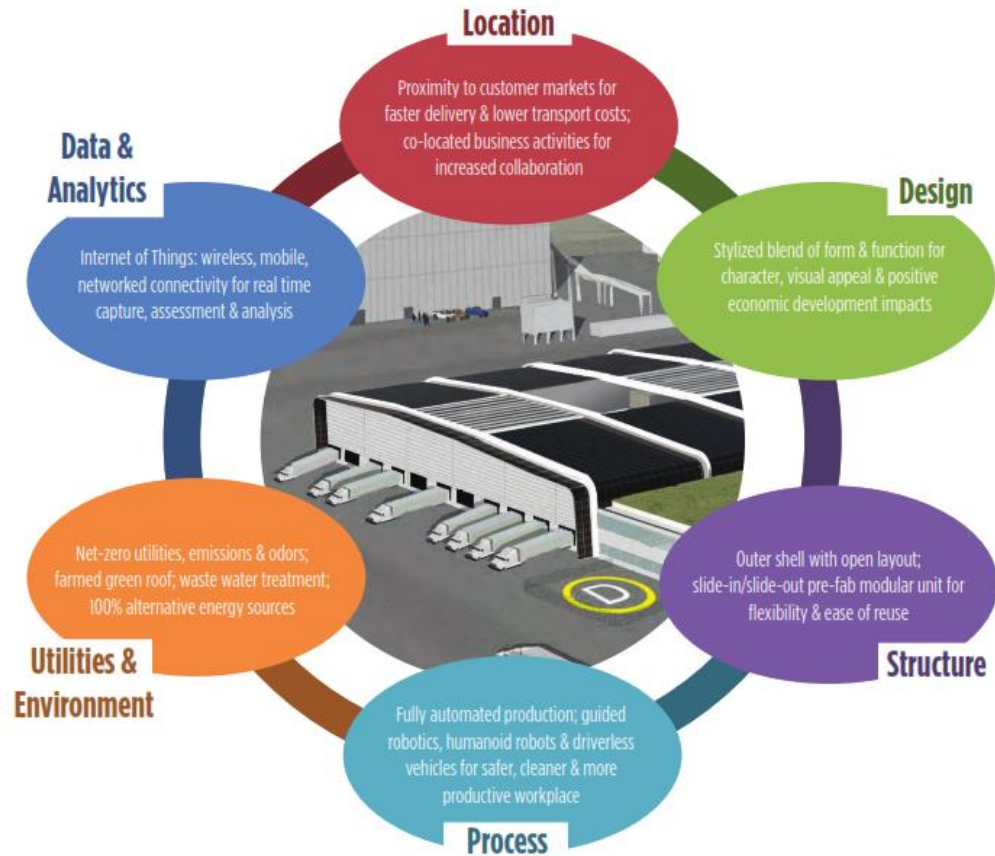 Location
Proximity to customer markets for
faster delivery & lower transport costs;
co-located business activities for
increased collaboration
Design
Stylized blend of form & function for
character, visual appeal & positive
economic development impacts
Structure
Outer shell with open layout;
slide-in/slide-out pre-fab modular unit for
flexibility & ease of reuse
Process
Fully automated production; guided
robotics, humanoid robots & driverless
vehicles for safer, cleaner & more
productive workplace
Utilities &
Environment
Net-zero utilities, emissions & odors;
farmed green roof; waste water treatment;
100% alternative energy sources
Data &
Analytics
Internet of Things: wireless, mobile,
networked connectivity for real time
capture, assessment & analysis
D